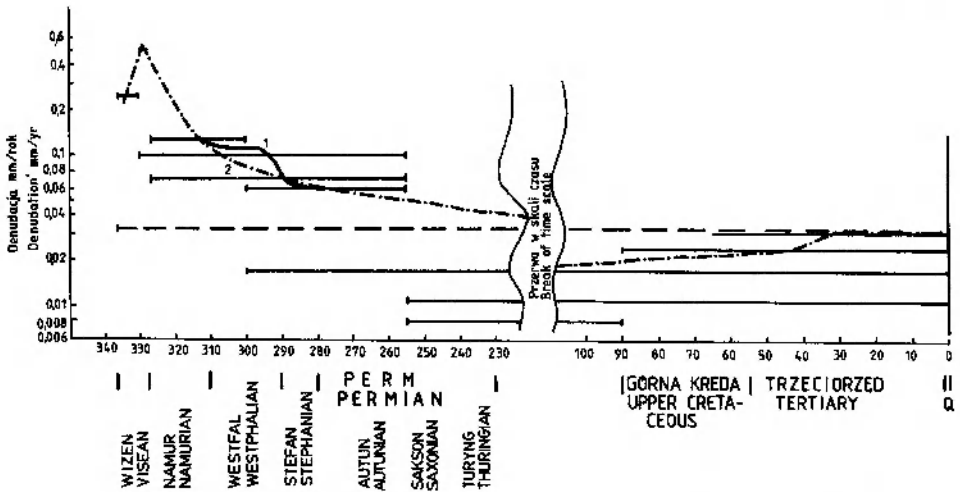 0,6
0,4
0,2
0,1
0,08
0,06
0,04
0,02
0,01
0,008
0,006
Denudacja mm/rok
Denudation mm/yr
1
2
Przerwa w skali czasu
Break of time scale
340 330 320 310 300 290 280 270 260 250 240 230 100 90 80 70 60 50 40 30 20 10 0
PERM
PERMIAN
GÓRNA KREDA
UPPER CRETA-
CEOUS
TRZECIORZĘD
TERTIARY
Q
WIZEN
VISEAN
NAMUR
NAMURIAN
WESTFAL
WESTPHALIAN
STEFAN
STEPHANIAN
AUTUN
AUTUNIAN
SAKSON
SAXONIAN
TURYNG
THURINGIAN